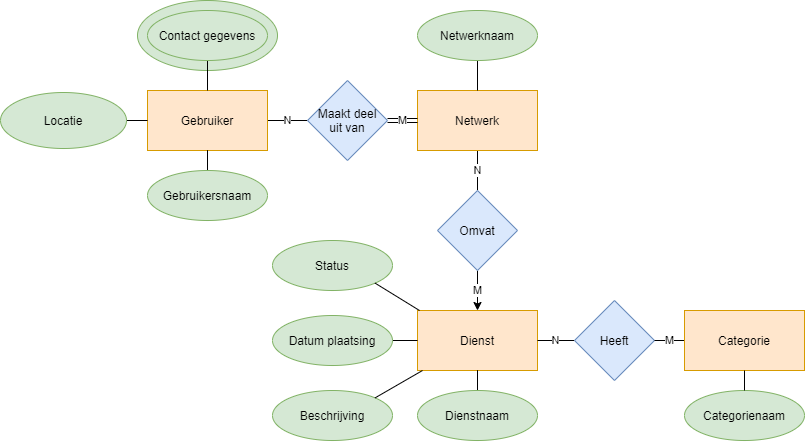 Contact gegevens
Netwerknaam
Locatie
Gebruiker
N
Maakt deel
uit van
M
Netwerk
Gebruikersnaam
N
Omvat
M
Status
Datum plaatsing
Dienst
N
Heeft
M
Categorie
Beschrijving
Dienstnaam
Categorienaam